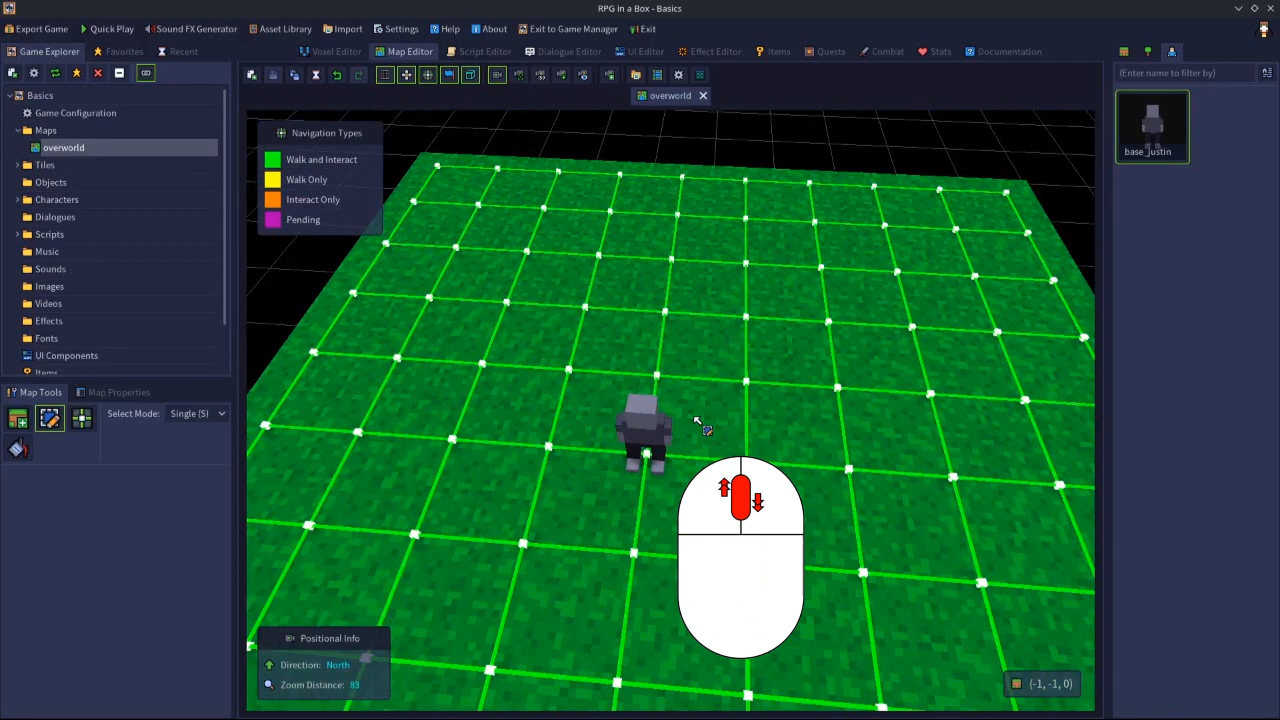 RPG in a Box - Basics
Export Game
Quick Play
Sound FX Generator
Asset Library
Import
Settings
Help
About
Exit to Game Manager
Exit
Game Explorer
Favorites
Recent
Voxel Editor
Map Editor
Script Editor
Dialogue Editor
UI Editor
Effect Editor
Items
Quests
Combat
Stats
Documentation
(Enter name to filter by)
overworld
Basics
Game Configuration
Maps
overworld
Tiles
Objects
Characters
Dialogues
Scripts
Music
Sounds
Images
Videos
Effects
Fonts
UI Components
Items
Navigation Types
Walk and Interact
Walk Only
Interact Only
Pending
base_justin
Map Tools
Map Properties
Select Mode:
Single (S)
Positional Info
Direction: North
Zoom Distance: 83
(-1, -1, 0)